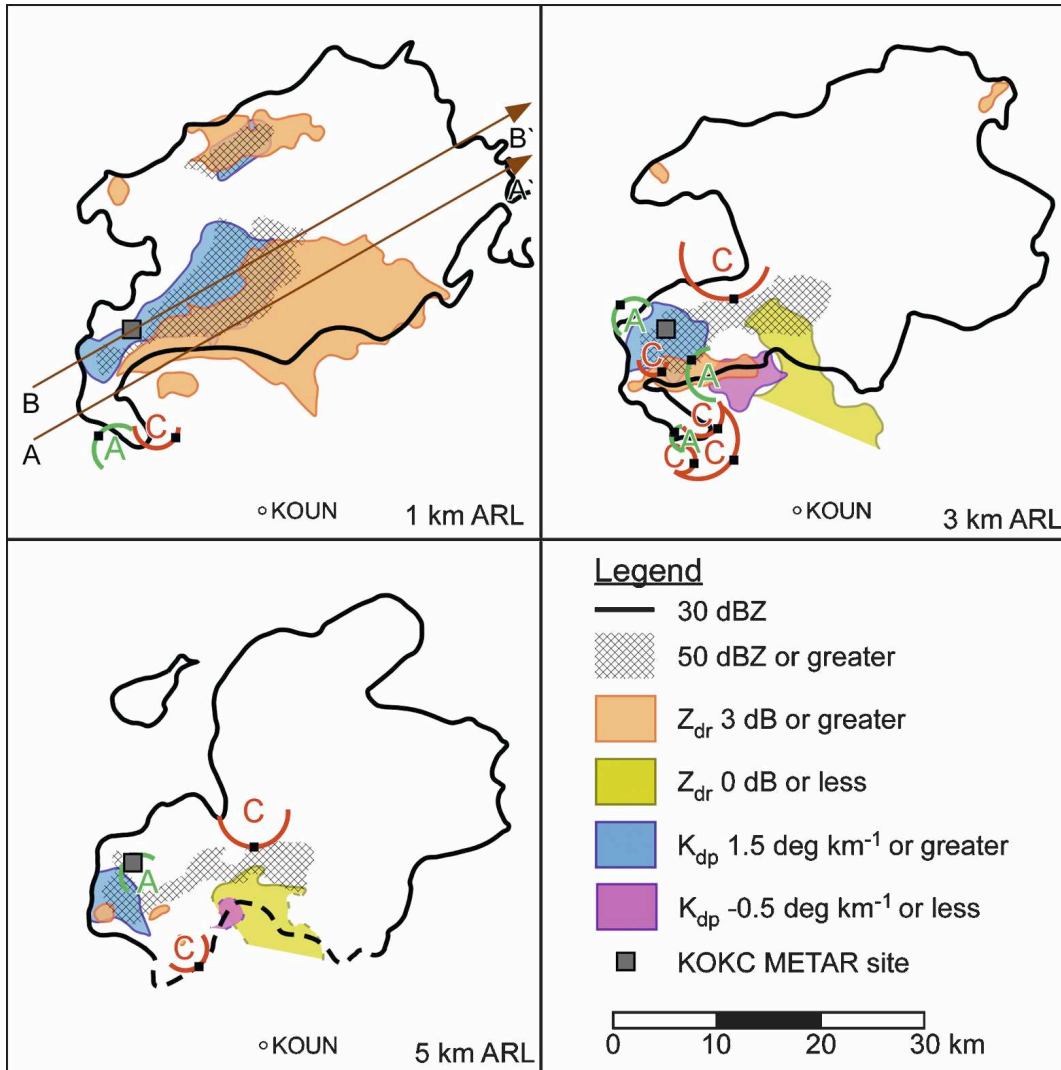 B`
A`
B
A
A
C
KOUN
1 km ARL
C
A
C
A
C
A
C
C
KOUN
3 km ARL
C
A
C
KOUN
5 km ARL
Legend
30 dBZ
50 dBZ or greater
Zdr 3 dB or greater
Zdr 0 dB or less
Kdp 1.5 deg km-1 or greater
Kdp -0.5 deg km-1 or less
KOKC METAR site
0 10 20 30 km